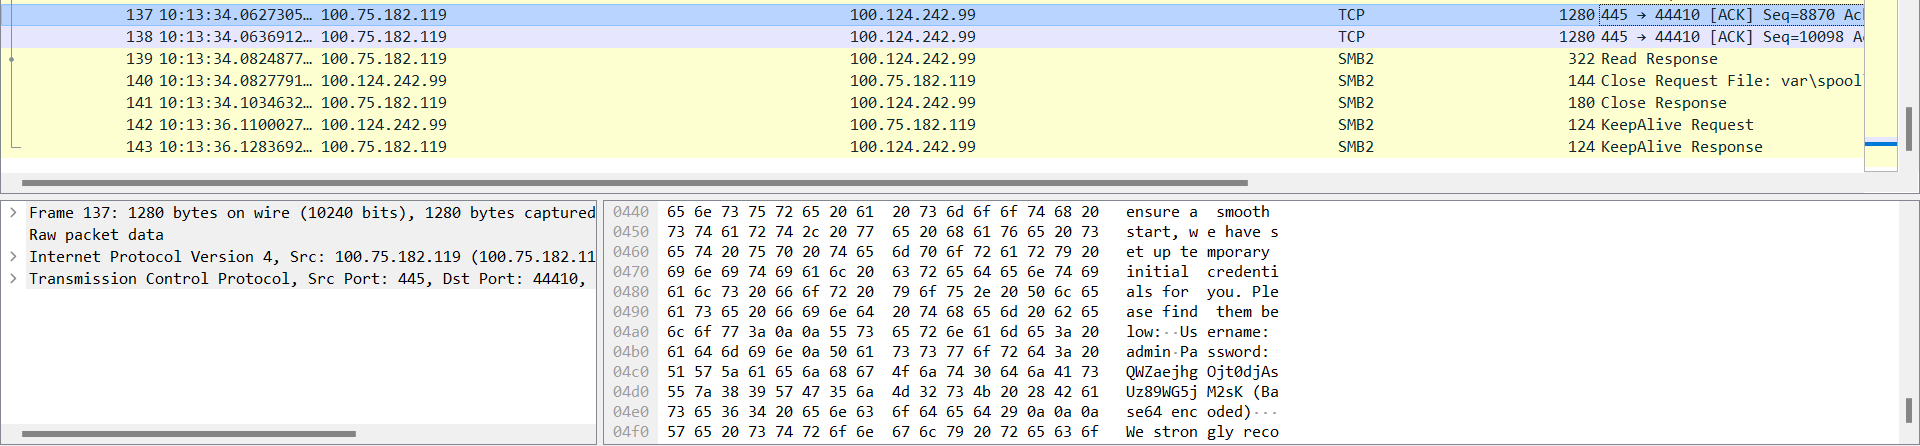 137 10:13:34.0627305… 100.75.182.119 100.124.242.99 TCP 1280 445 → 44410 [ACK] Seq=8870 Ac
138 10:13:34.0636912… 100.75.182.119 100.124.242.99 TCP 1280 445 → 44410 [ACK] Seq=10098 A
139 10:13:34.0824877… 100.75.182.119 100.124.242.99 SMB2 322 Read Response
140 10:13:34.0827791… 100.124.242.99 100.75.182.119 SMB2 144 Close Request File: var\spool
141 10:13:34.1034632… 100.75.182.119 100.124.242.99 SMB2 180 Close Response
142 10:13:36.1100027… 100.124.242.99 100.75.182.119 SMB2 124 KeepAlive Request
143 10:13:36.1283692… 100.75.182.119 100.124.242.99 SMB2 124 KeepAlive Response
Frame 137: 1280 bytes on wire (10240 bits), 1280 bytes captured
Raw packet data
Internet Protocol Version 4, Src: 100.75.182.119 (100.75.182.11
Transmission Control Protocol, Src Port: 445, Dst Port: 44410,
0440 65 6e 73 75 72 65 20 61 20 73 6d 6f 6f 74 68 20 ensure a  smooth
0450 73 74 61 72 74 2c 20 77 65 20 68 61 76 65 20 73 start, w e have s
0460 65 74 20 75 70 20 74 65 6d 70 6f 72 61 72 79 20 et up te mporary
0470 69 6e 69 74 69 61 6c 20 63 72 65 64 65 6e 74 69 initial  credenti
0480 61 6c 73 20 66 6f 72 20 79 6f 75 2e 20 50 6c 65 als for  you. Ple
0490 61 73 65 20 66 69 6e 64 20 74 68 65 6d 20 62 65 ase find  them be
04a0 6c 6f 77 3a 0a 0a 55 73 65 72 6e 61 6d 65 3a 20 low:··Us ername:
04b0 61 64 6d 69 6e 0a 50 61 73 73 77 6f 72 64 3a 20 admin·Pa ssword:
04c0 51 57 5a 61 65 6a 68 67 4f 6a 74 30 64 6a 41 73 QWZaejhg Ojt0djAs
04d0 55 7a 38 39 57 47 35 6a 4d 32 73 4b 20 28 42 61 Uz89WG5j M2sK (Ba
04e0 73 65 36 34 20 65 6e 63 6f 64 65 64 29 0a 0a 0a se64 enc oded)···
04f0 57 65 20 73 74 72 6f 6e 67 6c 79 20 72 65 63 6f We stron gly reco